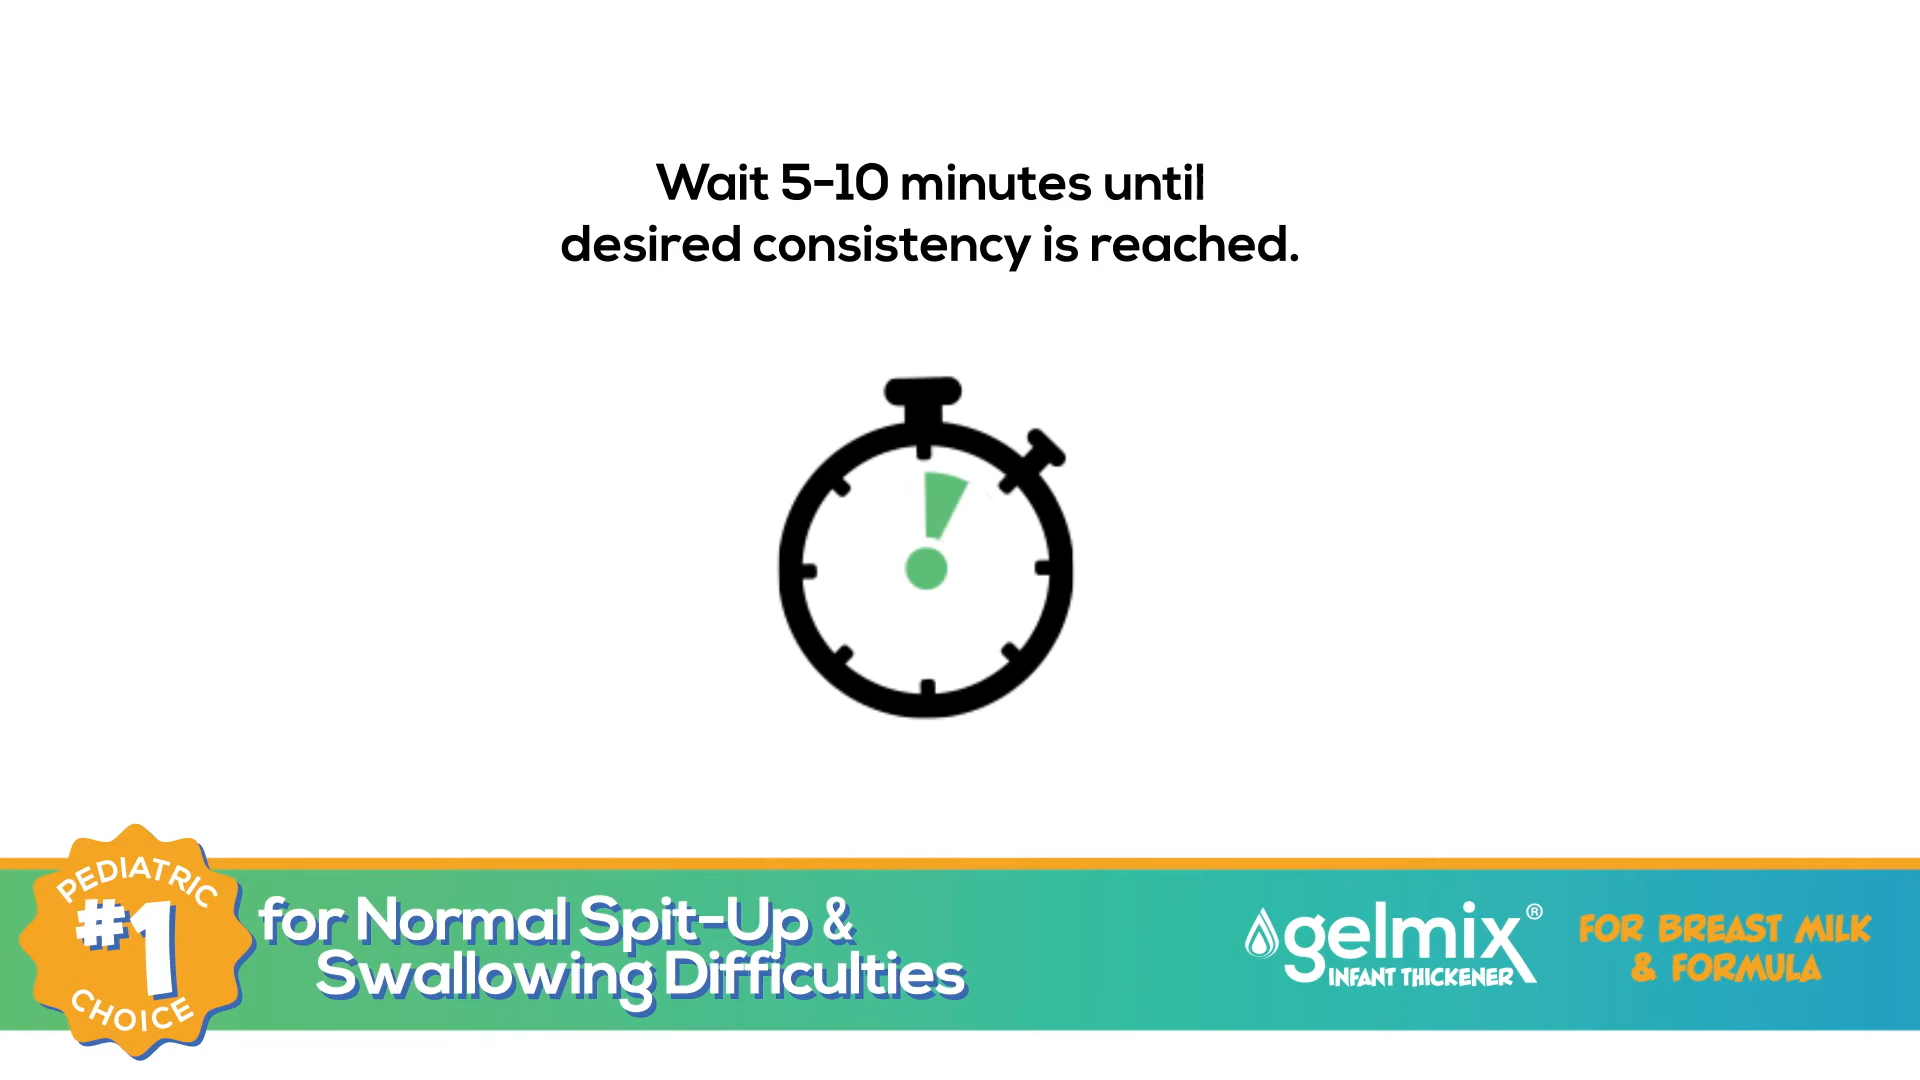 Wait 5-10 minutes until
desired consistency is reached.
PEDIATRIC
#1
CHOICE
for Normal Spit-Up &
Swallowing Difficulties
gelmix®
INFANT THICKENER
FOR BREAST MILK
& FORMULA